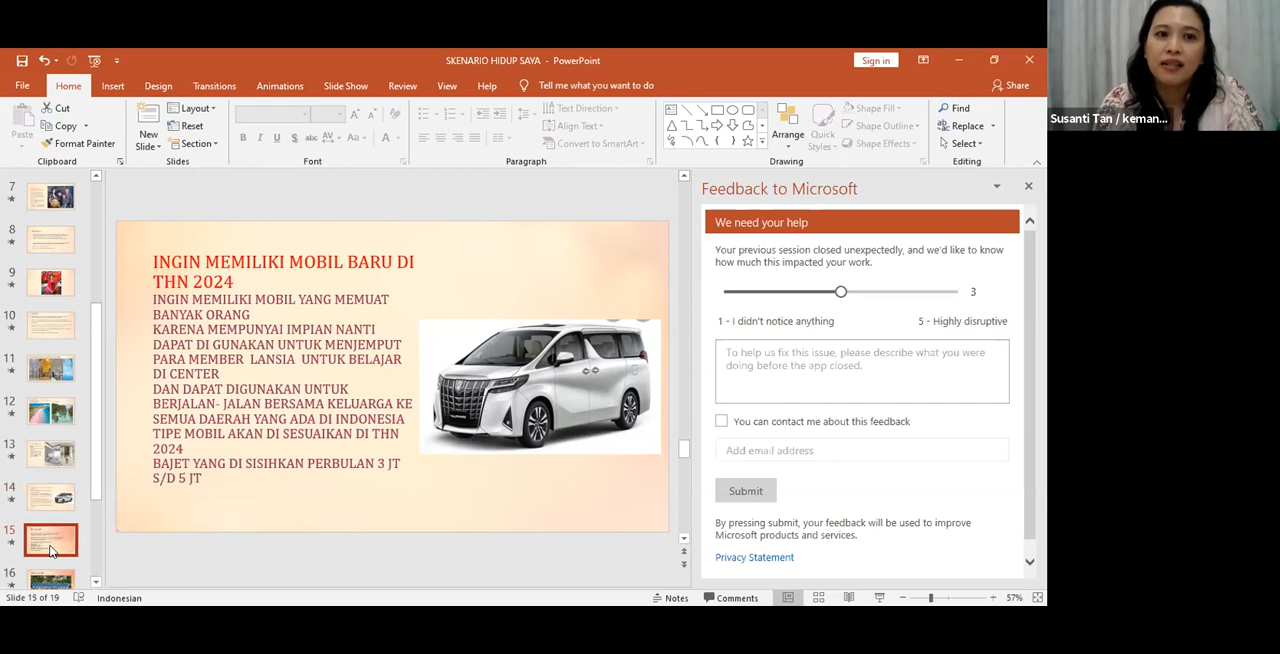 SKENARIO HIDUP SAYA - PowerPoint
Sign in
File Home Insert Design Transitions Animations Slide Show Review View Help Tell me what you want to do Share
Paste
Cut
Copy
Format Painter
Clipboard
New Slide
Layout
Reset
Section
Slides
B I U S abc AV Aa A
Font
Text Direction
Align Text
Convert to SmartArt
Paragraph
Arrange
Quick Styles
Shape Fill
Shape Outline
Shape Effects
Drawing
Find
Replace
Select
Editing
7
8
9
10
11
12
13
14
15
16
INGIN MEMILIKI MOBIL BARU DI
THN 2024
INGIN MEMILIKI MOBIL YANG MEMUAT
BANYAK ORANG
KARENA MEMPUNYAI IMPIAN NANTI
DAPAT DI GUNAKAN UNTUK MENJEMPUT
PARA MEMBER LANSIA UNTUK BELAJAR
DI CENTER
DAN DAPAT DIGUNAKAN UNTUK
BERJALAN- JALAN BERSAMA KELUARGA KE
SEMUA DAERAH YANG ADA DI INDONESIA
TIPE MOBIL AKAN DI SESUAIKAN DI THN
2024
BAJET YANG DI SISIHKAN PERBULAN 3 JT
S/D 5 JT
Feedback to Microsoft
We need your help
Your previous session closed unexpectedly, and we'd like to know
how much this impacted your work.
3
1 - I didn't notice anything
5 - Highly disruptive
To help us fix this issue, please describe what you were
doing before the app closed.
You can contact me about this feedback
Add email address
Submit
By pressing submit, your feedback will be used to improve
Microsoft products and services.
Privacy Statement
Slide 15 of 19
Indonesian
Notes
Comments
57%
Susanti Tan / keman...